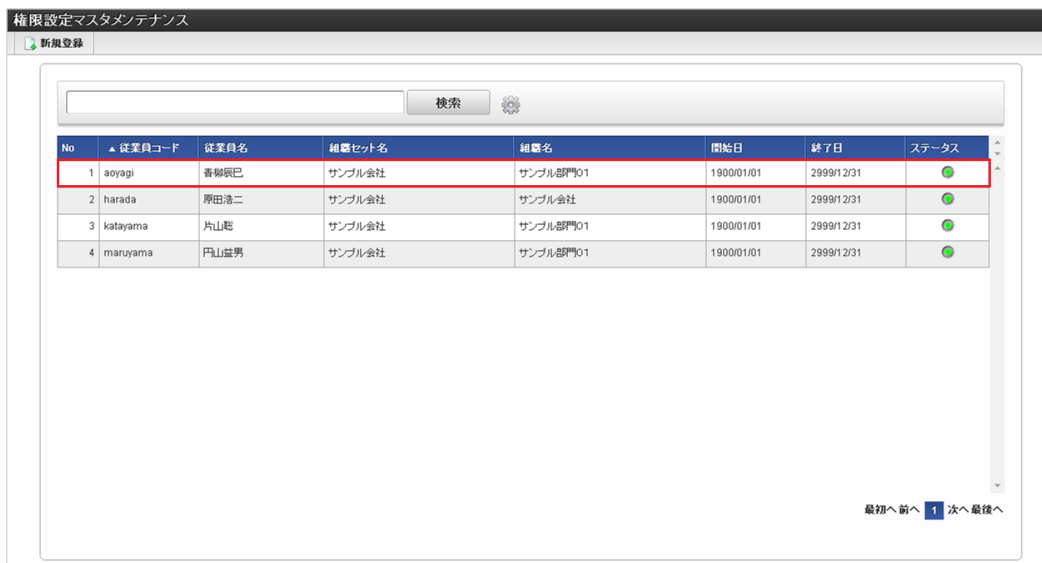 権限設定マスタメンテナンス
新規登録
検索
No ▲従業員コード 従業員名 組織セット名 組織名 開始日 終了日 ステータス
1 aoyagi 青柳辰巳 サンプル会社 サンプル部門01 1900/01/01 2999/12/31
2 harada 原田浩二 サンプル会社 サンプル会社 1900/01/01 2999/12/31
3 katayama 片山聡 サンプル会社 サンプル部門01 1900/01/01 2999/12/31
4 maruyama 円山益男 サンプル会社 サンプル部門01 1900/01/01 2999/12/31
最初へ 前へ 1 次へ 最後へ